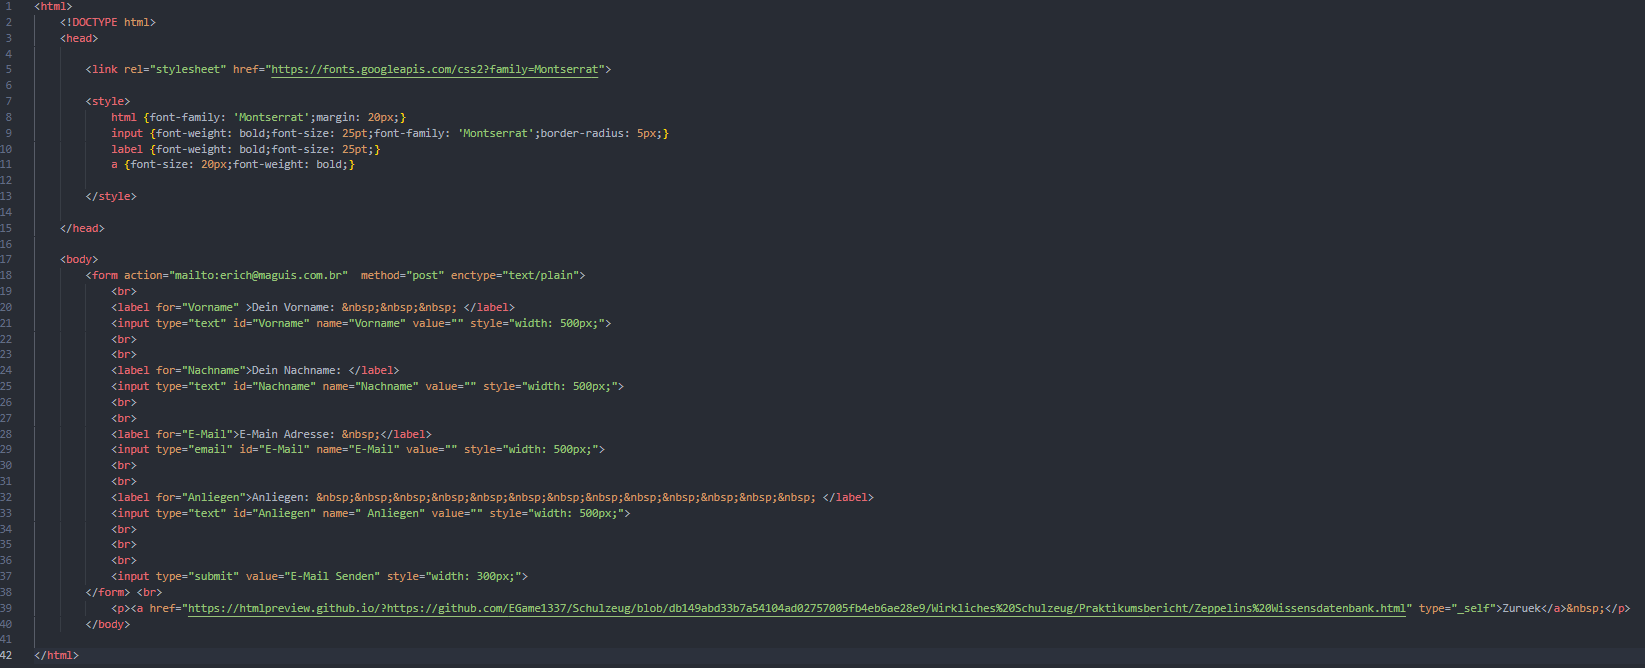 1 <html>
2 <!DOCTYPE html>
3 <head>
4
5 <link rel="stylesheet" href="https://fonts.googleapis.com/css2?family=Montserrat">
6
7 <style>
8 html {font-family: 'Montserrat';margin: 20px;}
9 input {font-weight: bold;font-size: 25pt;font-family: 'Montserrat';border-radius: 5px;}
10 label {font-weight: bold;font-size: 25pt;}
11 a {font-size: 20px;font-weight: bold;}
12
13 </style>
14
15 </head>
16
17 <body>
18 <form action="mailto:erich@maguis.com.br"  method="post" enctype="text/plain">
19 <br>
20 <label for="Vorname" >Dein Vorname: &nbsp;&nbsp;&nbsp; </label>
21 <input type="text" id="Vorname" name="Vorname" value="" style="width: 500px;">
22 <br>
23 <br>
24 <label for="Nachname">Dein Nachname: </label>
25 <input type="text" id="Nachname" name="Nachname" value="" style="width: 500px;">
26 <br>
27 <br>
28 <label for="E-Mail">E-Main Adresse: &nbsp;</label>
29 <input type="email" id="E-Mail" name="E-Mail" value="" style="width: 500px;">
30 <br>
31 <br>
32 <label for="Anliegen">Anliegen: &nbsp;&nbsp;&nbsp;&nbsp;&nbsp;&nbsp;&nbsp;&nbsp;&nbsp;&nbsp;&nbsp;&nbsp;&nbsp; </label>
33 <input type="text" id="Anliegen" name=" Anliegen" value="" style="width: 500px;">
34 <br>
35 <br>
36 <br>
37 <input type="submit" value="E-Mail Senden" style="width: 300px;">
38 </form> <br>
39 <p><a href="https://htmlpreview.github.io/?https://github.com/EGame1337/Schulzeug/blob/db149abd33b7a54104ad02757005fb4eb6ae28e9/Wirkliches%20Schulzeug/Praktikumsbericht/Zeppelins%20Wissensdatenbank.html" type="_self">Zuruek</a>&nbsp;</p>
40 </body>
41
42 </html>